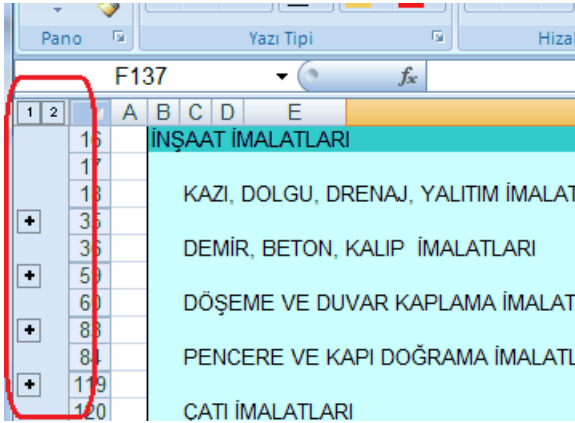 Pano Yazı Tipi Hizal
F137 fx
1 2 A B C D E
16 İNŞAAT İMALATLARI
17
18 KAZI, DOLGU, DRENAJ, YALITIM İMALAT
+ 35
36 DEMİR, BETON, KALIP İMALATLARI
+ 59
60 DÖŞEME VE DUVAR KAPLAMA İMALAT
+ 83
84 PENCERE VE KAPI DOĞRAMA İMALATL
+ 119
120 ÇATI İMALATLARI